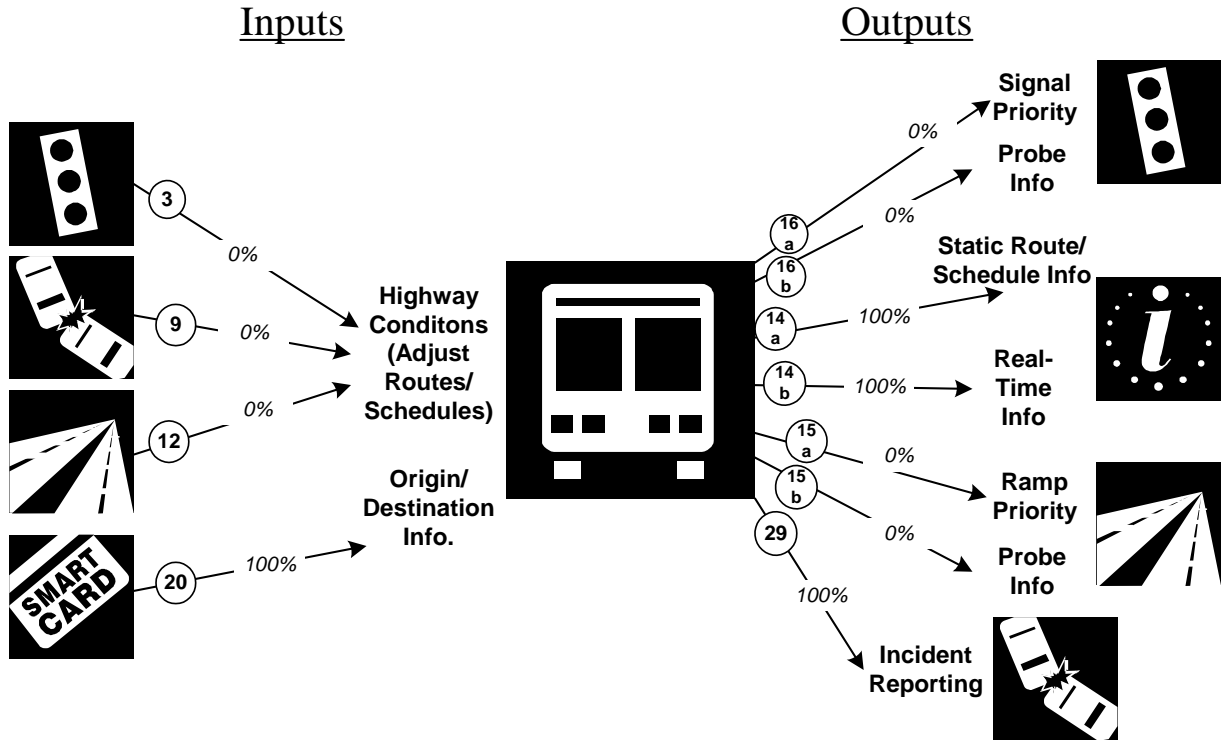 Inputs
Outputs
3
0%
9
0%
12
0%
20
100%
SMART
CARD
Highway
Conditons
(Adjust
Routes/
Schedules)
Origin/
Destination
Info.
16
a
0%
Signal
Priority
16
b
0%
Probe
Info
14
a
100%
Static Route/
Schedule Info
i
14
b
100%
Real-
Time
Info
15
a
0%
Ramp
Priority
15
b
0%
Probe
Info
29
100%
Incident
Reporting